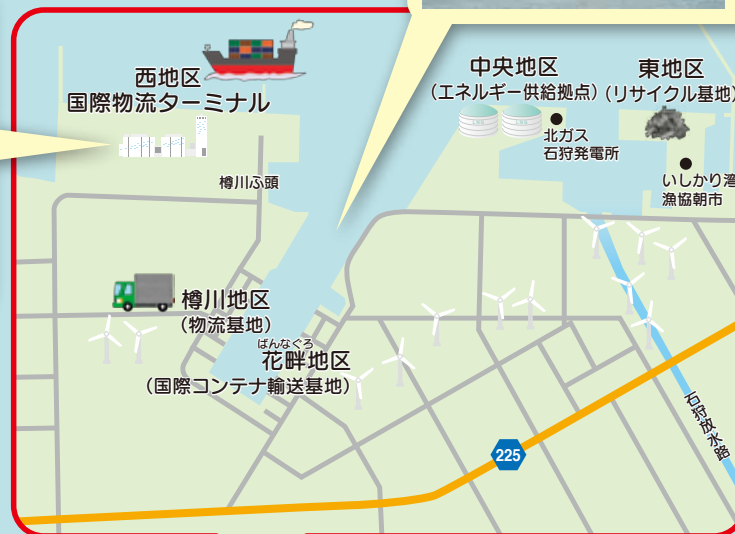 西地区
国際物流ターミナル
中央地区
(エネルギー供給拠点)
東地区
(リサイクル基地)
北ガス
石狩発電所
いしかり湾
漁協朝市
樽川ふ頭
樽川地区
(物流基地)
ばんなぐろ
花畔地区
(国際コンテナ輸送基地)
石狩放水路
225